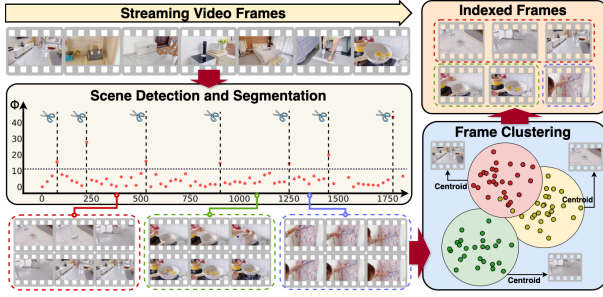 Streaming Video Frames
Indexed Frames
Scene Detection and Segmentation
Φ
40
30
20
10
0
0
250
500
750
1000
1250
1500
1750
Frame Clustering
Centroid
Centroid
Centroid